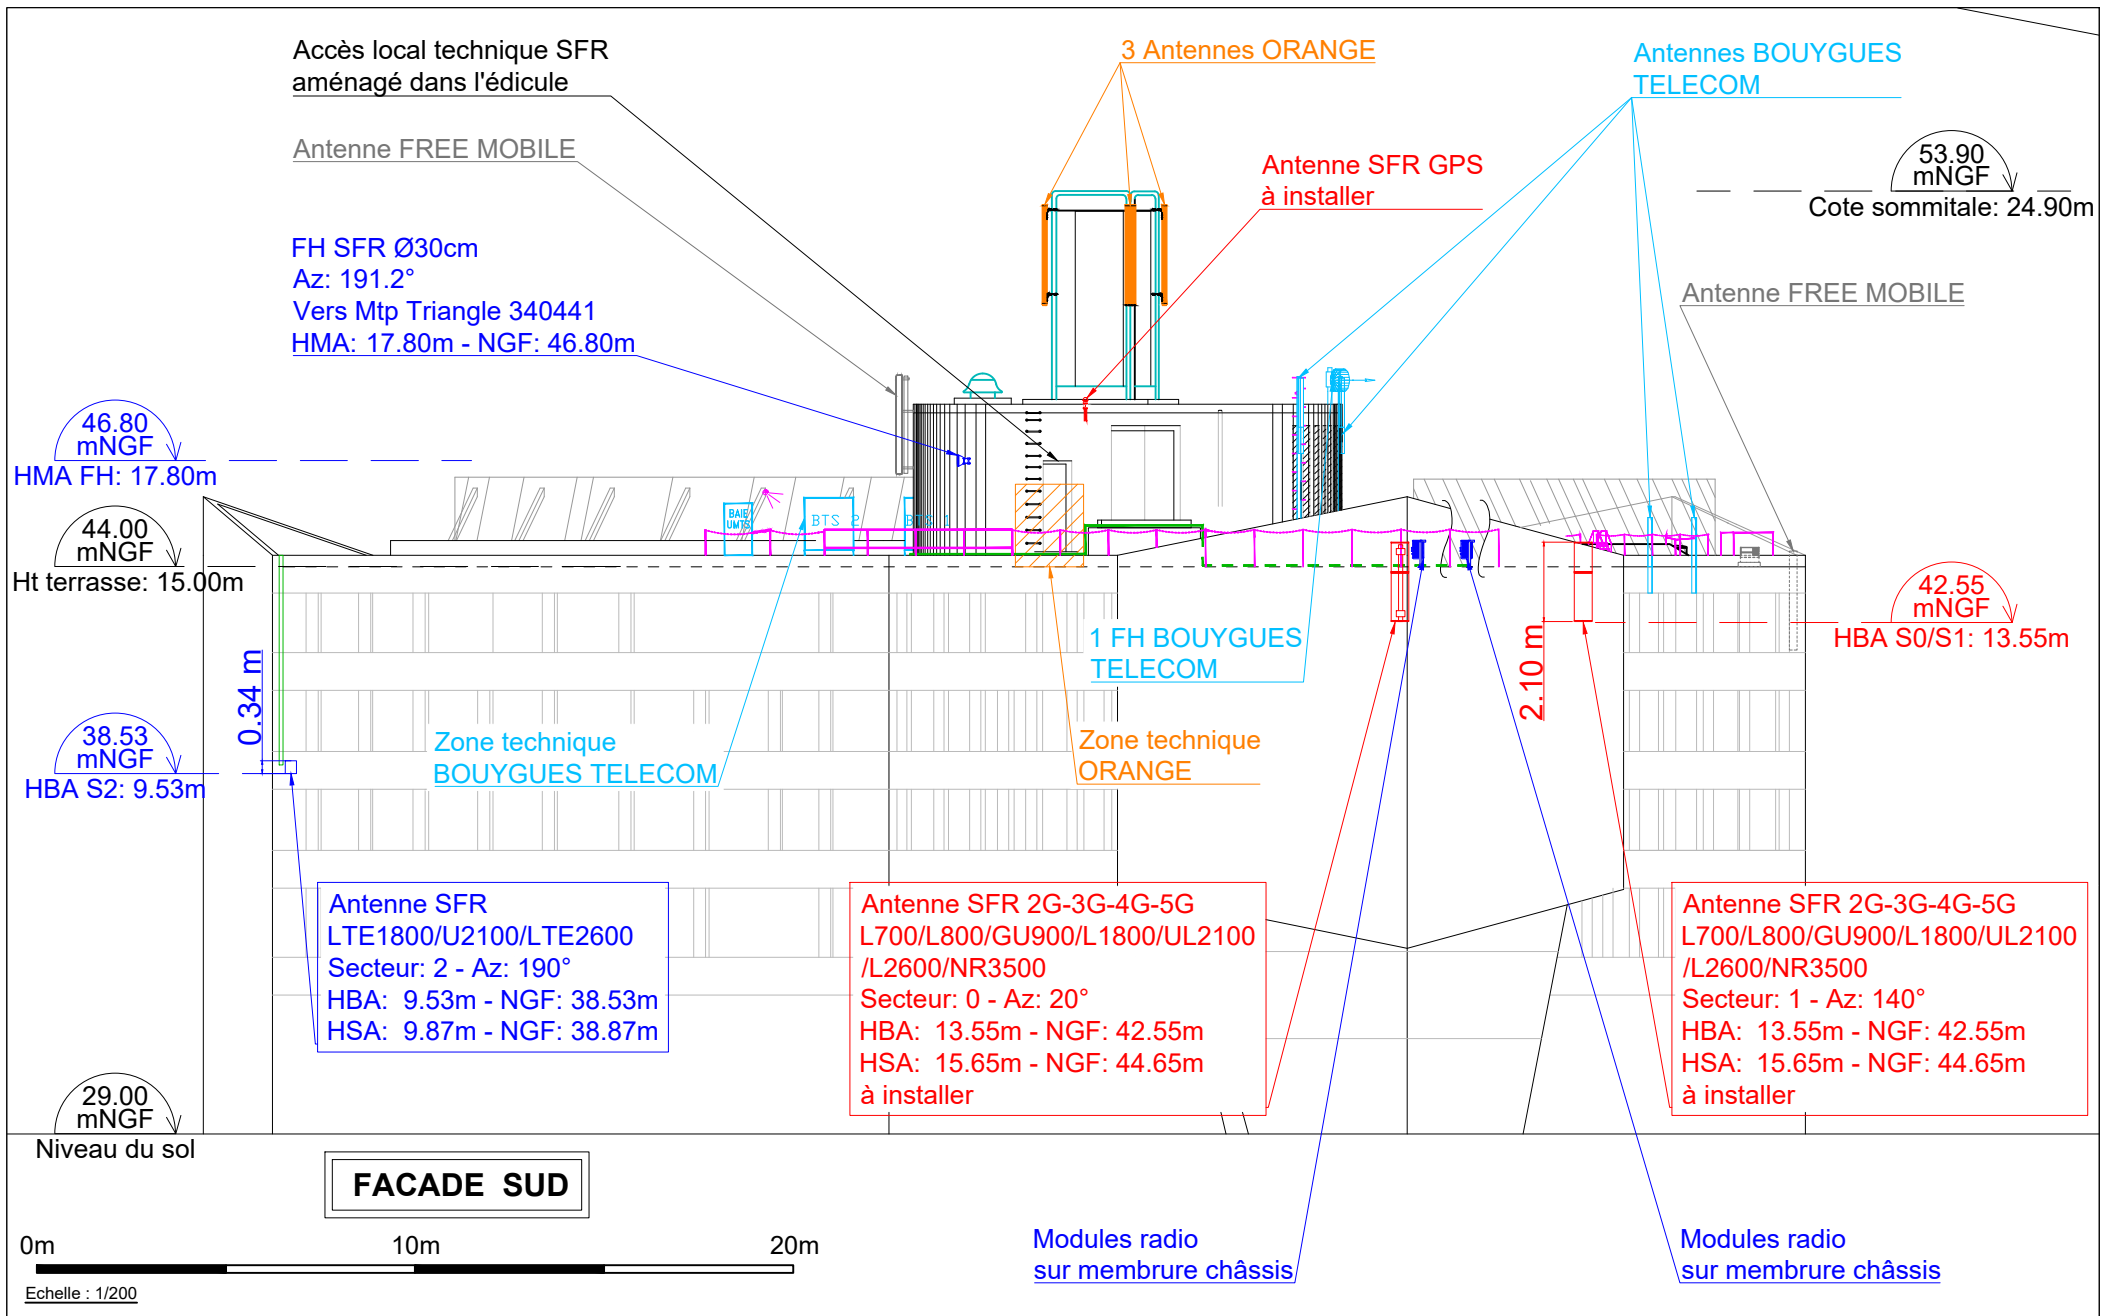 Accès local technique SFR
aménagé dans l'édicule
3 Antennes ORANGE
Antennes BOUYGUES
TELECOM
Antenne FREE MOBILE
Antenne SFR GPS
à installer
53.90
mNGF
Cote sommitale: 24.90m
FH SFR Ø30cm
Az: 191.2°
Vers Mtp Triangle 340441
HMA: 17.80m - NGF: 46.80m
Antenne FREE MOBILE
46.80
mNGF
HMA FH: 17.80m
BAIE
UMTS
BTS 2
44.00
mNGF
Ht terrasse: 15.00m
42.55
mNGF
HBA S0/S1: 13.55m
1 FH BOUYGUES
TELECOM
0.34 m
2.10 m
38.53
mNGF
HBA S2: 9.53m
Zone technique
BOUYGUES TELECOM
Zone technique
ORANGE
Antenne SFR
LTE1800/U2100/LTE2600
Secteur: 2 - Az: 190°
HBA: 9.53m - NGF: 38.53m
HSA: 9.87m - NGF: 38.87m
Antenne SFR 2G-3G-4G-5G
L700/L800/GU900/L1800/UL2100
/L2600/NR3500
Secteur: 0 - Az: 20°
HBA: 13.55m - NGF: 42.55m
HSA: 15.65m - NGF: 44.65m
à installer
Antenne SFR 2G-3G-4G-5G
L700/L800/GU900/L1800/UL2100
/L2600/NR3500
Secteur: 1 - Az: 140°
HBA: 13.55m - NGF: 42.55m
HSA: 15.65m - NGF: 44.65m
à installer
29.00
mNGF
Niveau du sol
FACADE SUD
0m
10m
20m
Echelle : 1/200
Modules radio
sur membrure châssis
Modules radio
sur membrure châssis